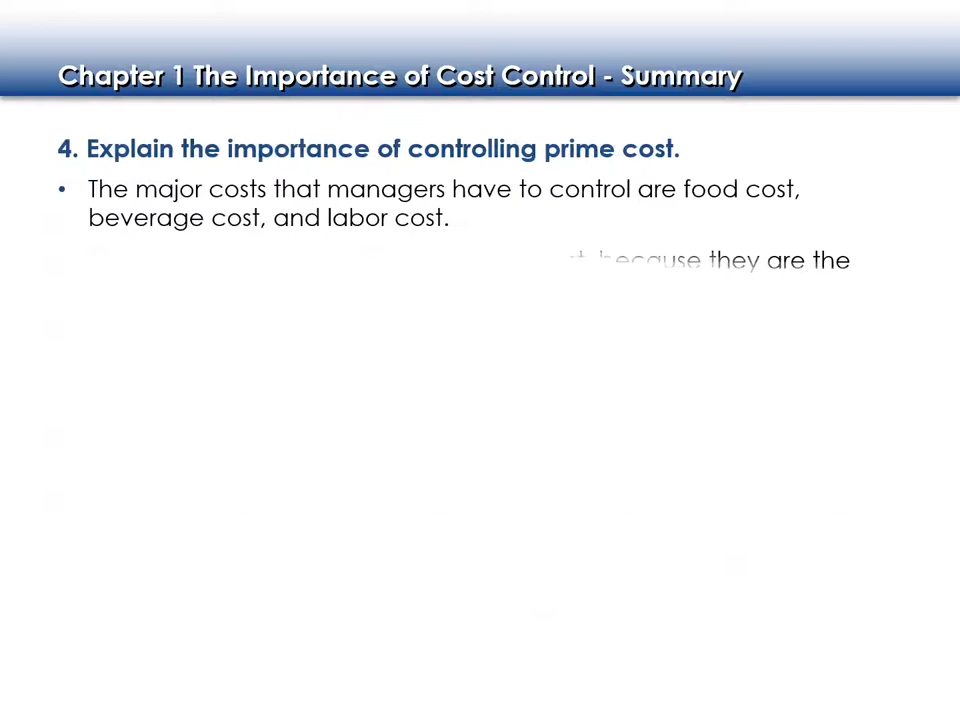 Chapter 1 The Importance of Cost Control - Summary
4. Explain the importance of controlling prime cost.
• The major costs that managers have to control are food cost,
beverage cost, and labor cost.
because they are the